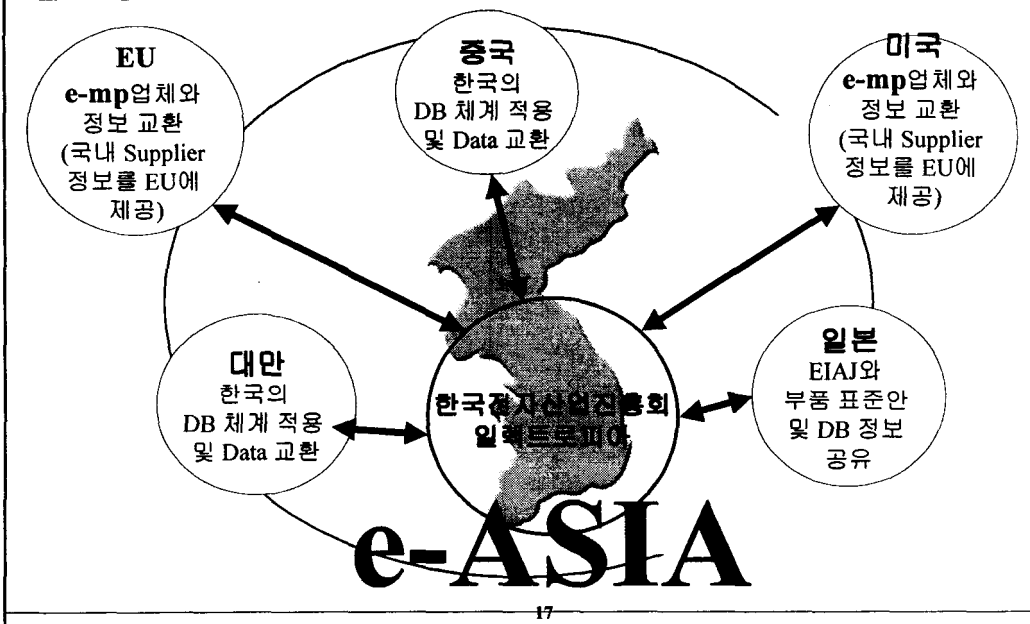 EU
e-mp업체와
정보 교환
(국내 Supplier
정보를 EU에
제공)
중국
한국의
DB 체계 적용
및 Data 교환
미국
e-mp업체와
정보 교환
(국내 Supplier
정보를 EU에
제공)
대만
한국의
DB 체계 적용
및 Data 교환
한국전자산업진흥회
일렉트로피아
일본
EIAJ와
부품 표준안
및 DB 정보
공유
e-ASIA
17